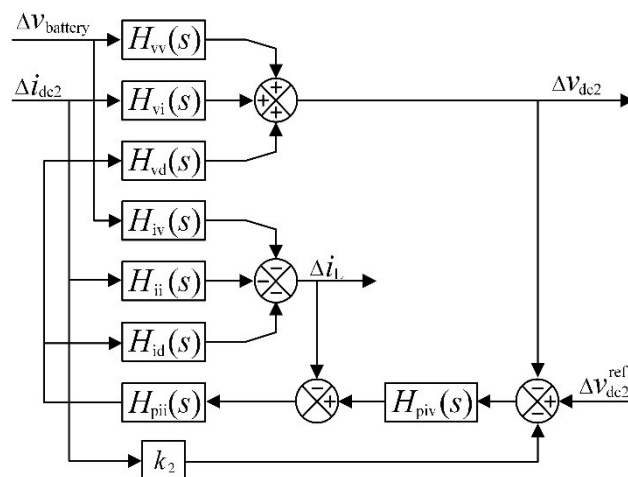 Δv_battery
H_vv(s)
Δi_dc2
H_vi(s)
+ + + +
Δv_dc2
H_vd(s)
H_iv(s)
H_ii(s)
− − −
Δi_L
H_id(s)
H_pii(s)
− +
H_piv(s)
− + −
Δv_dc2^ref
k_2